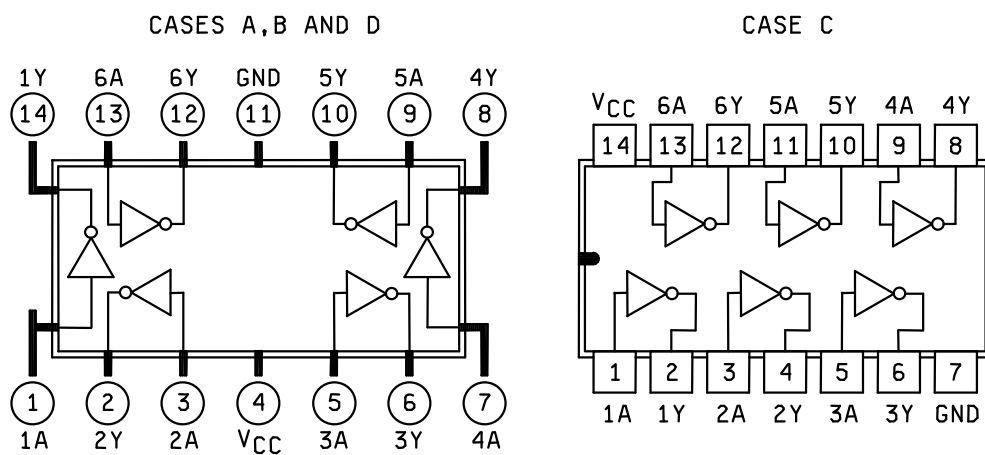 CASES A,B AND D
1Y 6A 6Y GND 5Y 5A 4Y
14 13 12 11 10 9 8
1 2 3 4 5 6 7
1A 2Y 2A VCC 3A 3Y 4A
CASE C
VCC 6A 6Y 5A 5Y 4A 4Y
14 13 12 11 10 9 8
1 2 3 4 5 6 7
1A 1Y 2A 2Y 3A 3Y GND